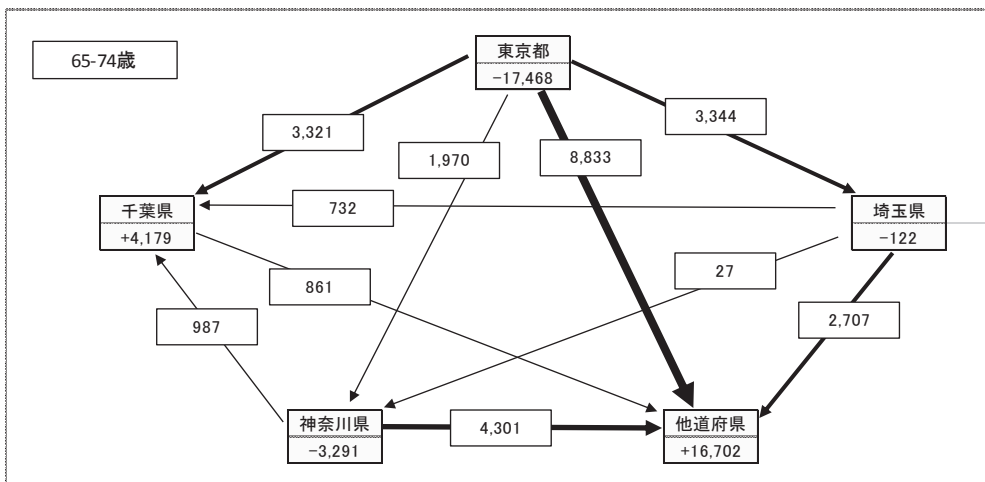 65-74歳
東京都
−17,468
3,321
1,970
8,833
3,344
千葉県
+4,179
732
埼玉県
−122
861
27
987
2,707
神奈川県
−3,291
4,301
他道府県
+16,702